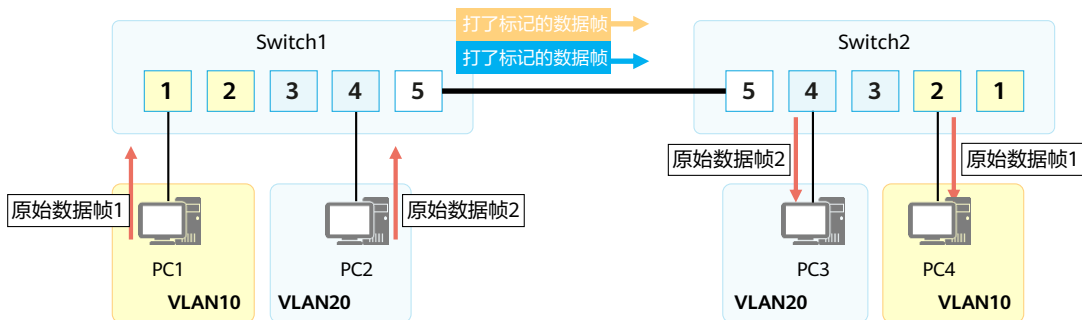 打了标记的数据帧
打了标记的数据帧
Switch1
Switch2
1 2 3 4 5
5 4 3 2 1
原始数据帧1
原始数据帧2
原始数据帧2
原始数据帧1
PC1
PC2
PC3
PC4
VLAN10
VLAN20
VLAN20
VLAN10